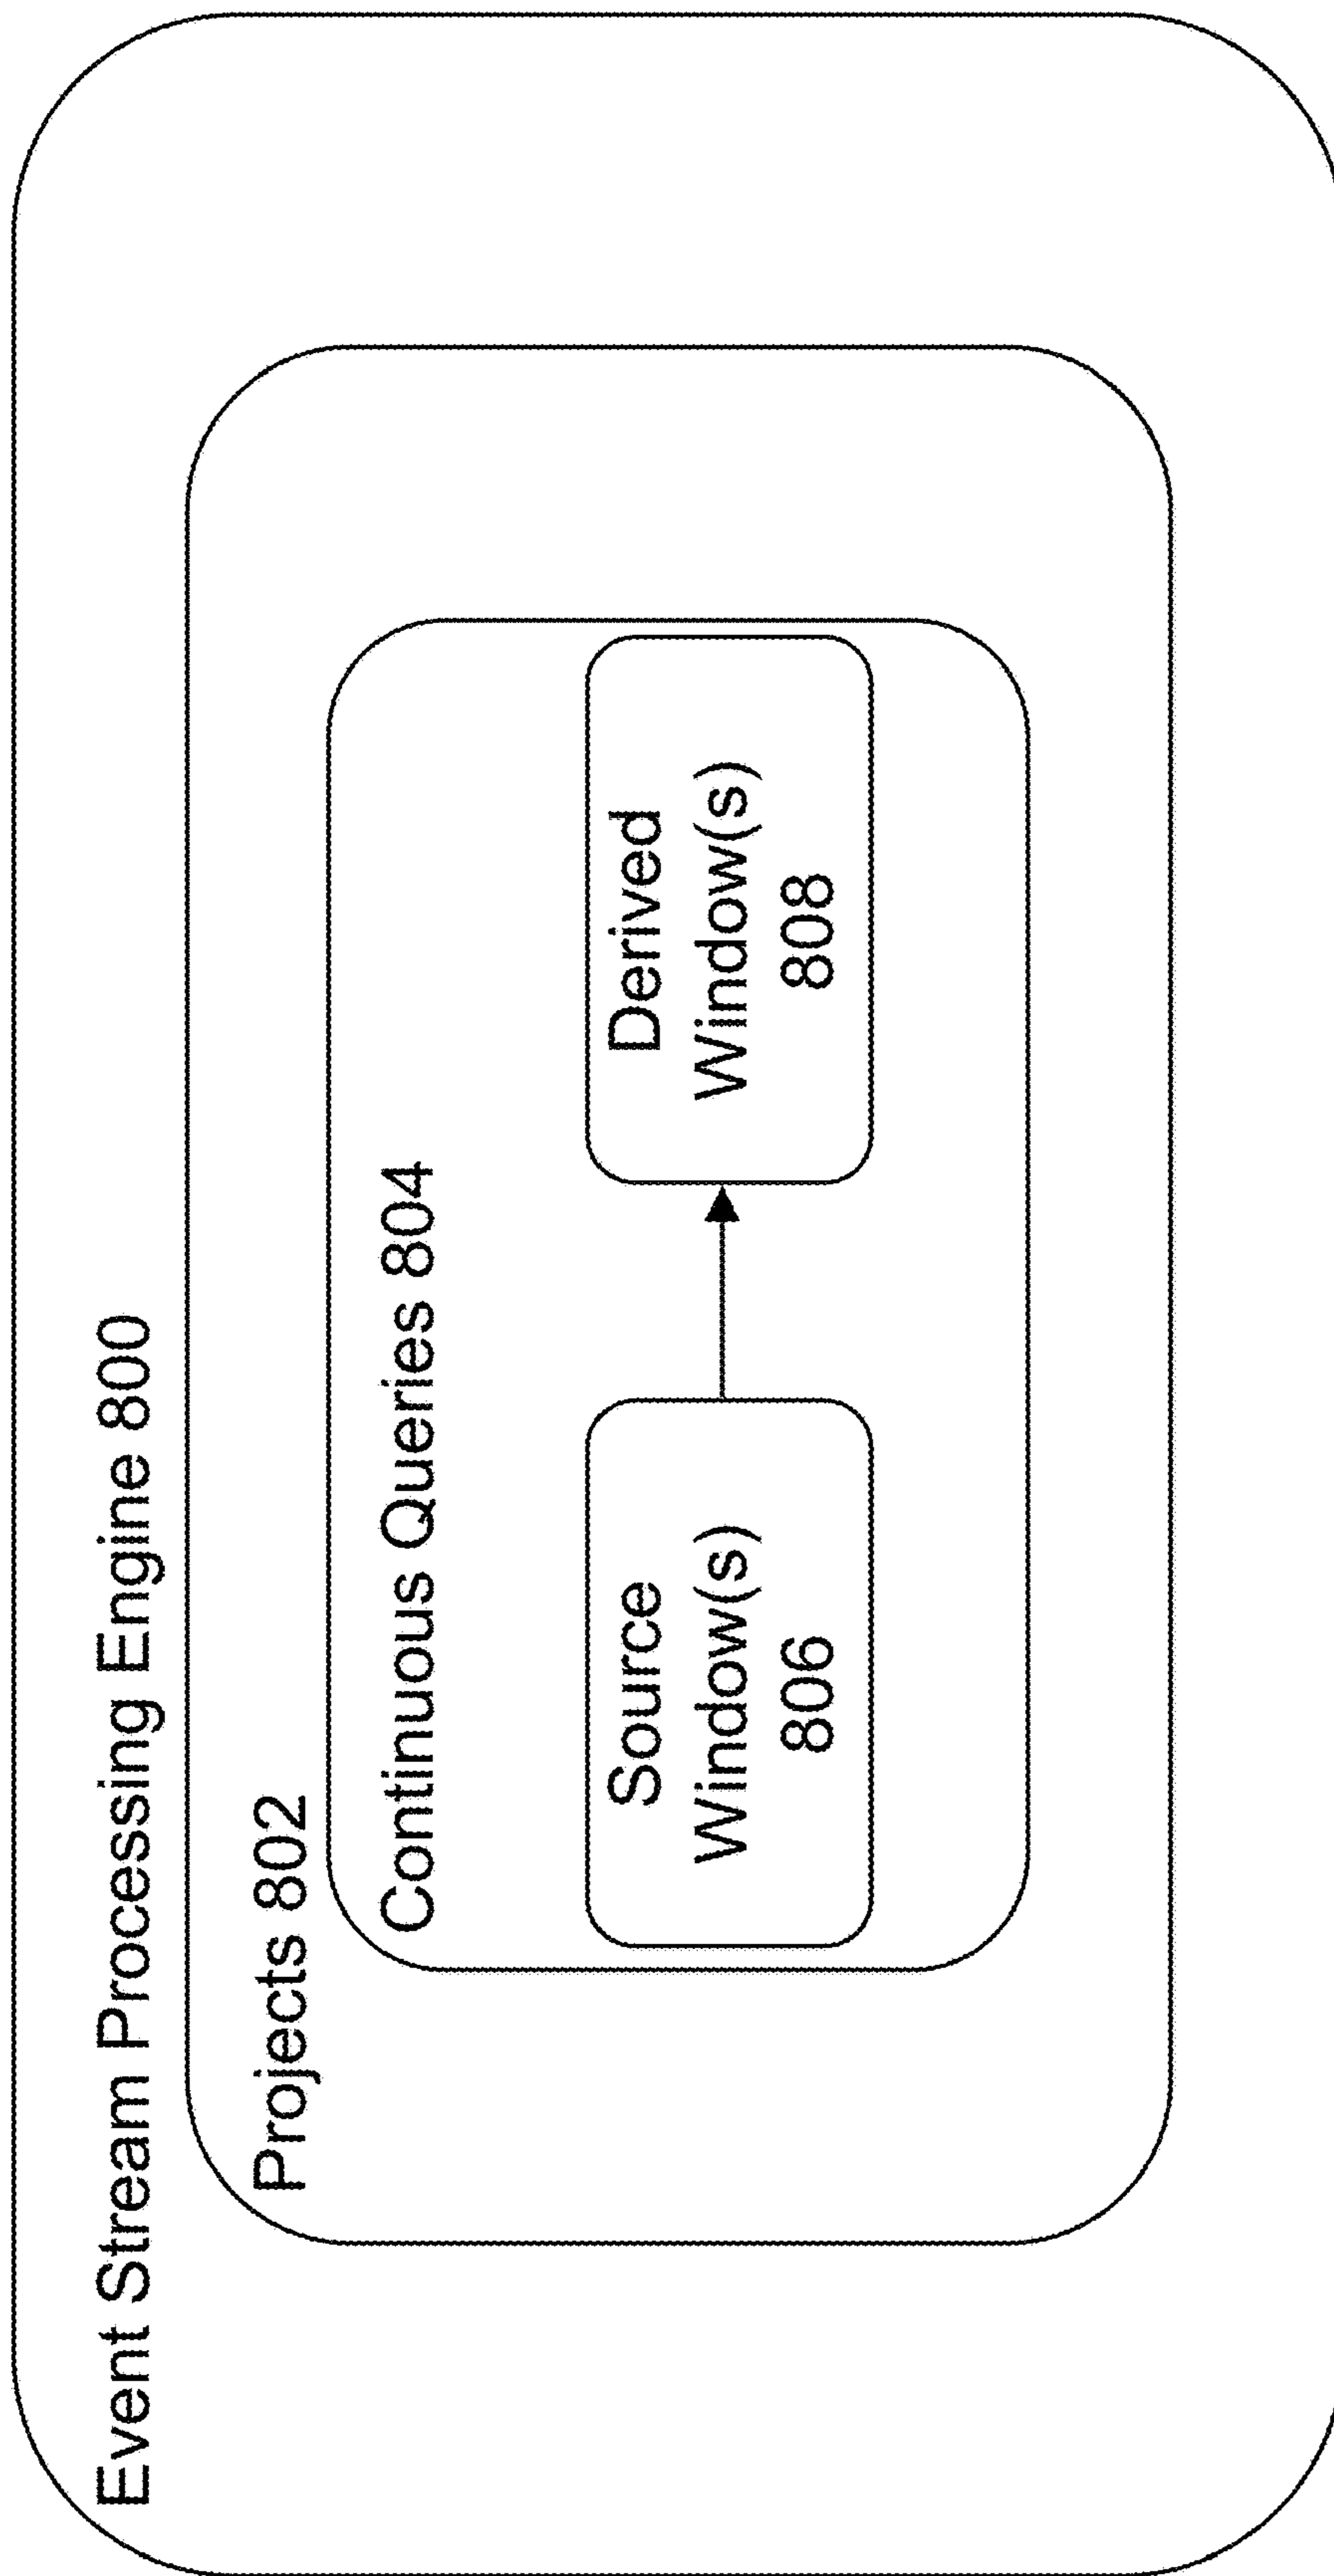 Event Stream Processing Engine 800
Projects 802
Continuous Queries 804
Source
Window(s)
806
Derived
Window(s)
808